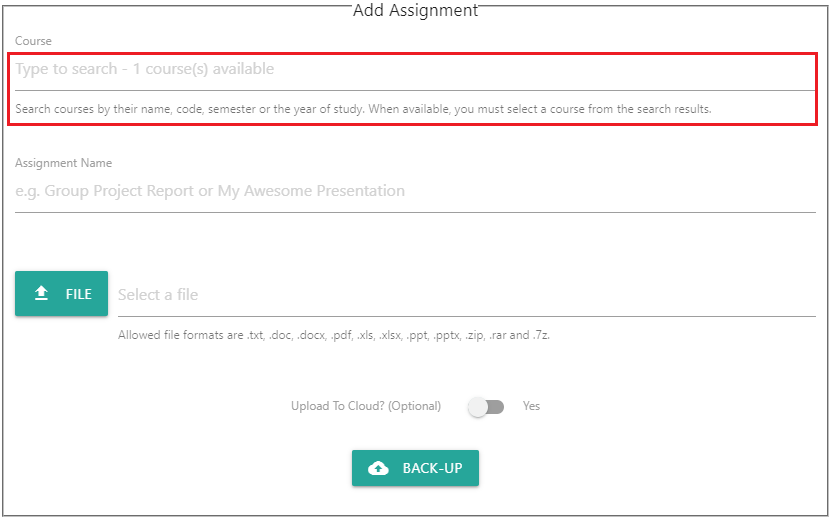 Add Assignment
Course
Type to search - 1 course(s) available
Search courses by their name, code, semester or the year of study. When available, you must select a course from the search results.
Assignment Name
e.g. Group Project Report or My Awesome Presentation
FILE
Select a file
Allowed file formats are .txt, .doc, .docx, .pdf, .xls, .xlsx, .ppt, .pptx, .zip, .rar and .7z.
Upload To Cloud? (Optional) Yes
BACK-UP